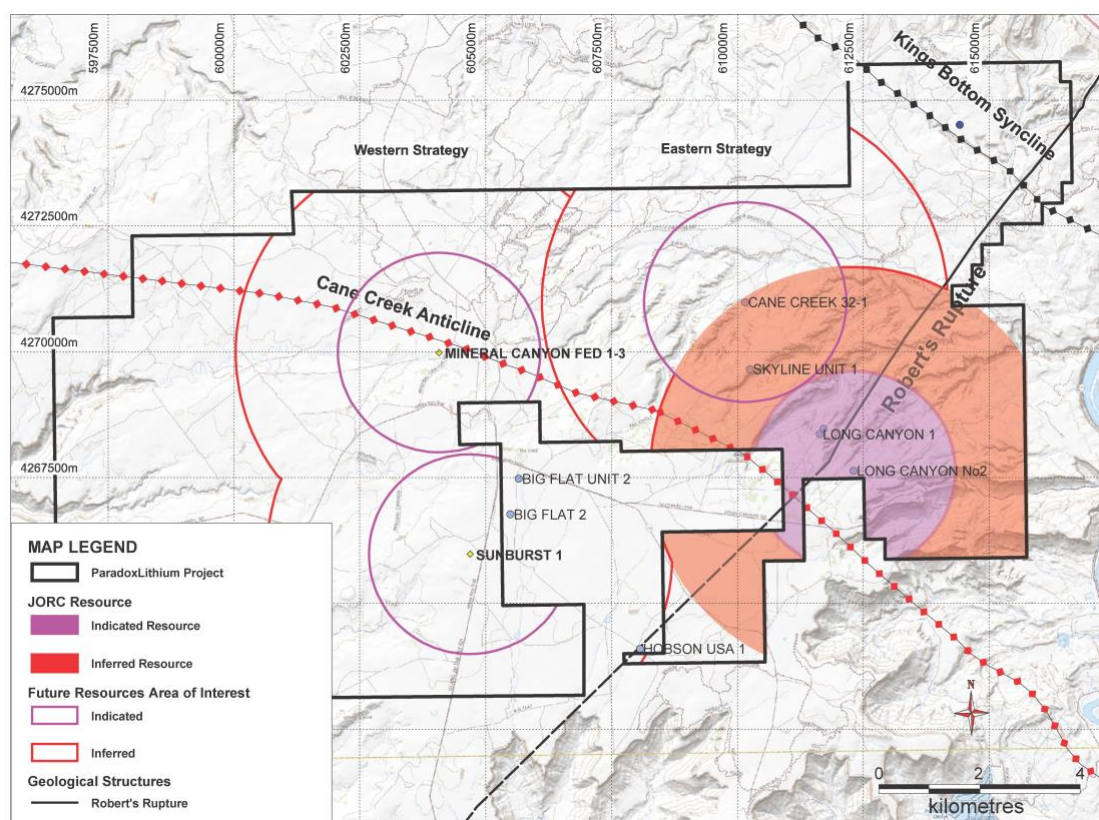 597500m
600000m
602500m
605000m
607500m
610000m
612500m
615000m
Kings Bottom Syncline
4275000m
Western Strategy
Eastern Strategy
4272500m
Cane Creek Anticline
CANE CREEK 32-1
Robert's Rupture
4270000m
MINERAL CANYON FED 1-3
SKYLINE UNIT 1
LONG CANYON 1
4267500m
LONG CANYON No2
BIG FLAT UNIT 2
BIG FLAT 2
SUNBURST 1
HOBSON USA 1
MAP LEGEND
ParadoxLithium Project
JORC Resource
Indicated Resource
Inferred Resource
Future Resources Area of Interest
Indicated
Inferred
Geological Structures
Robert's Rupture
N
0 2 4
kilometres